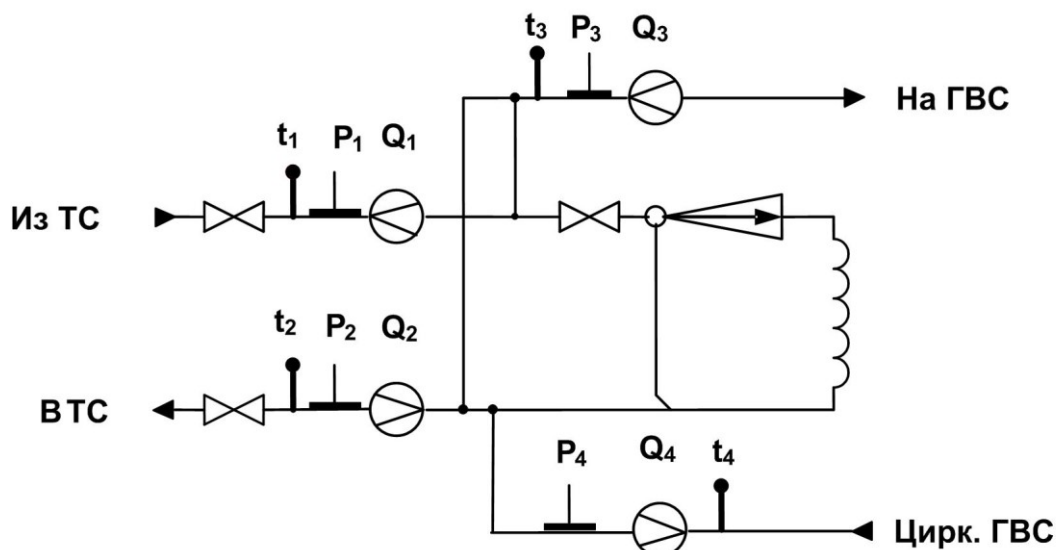 t₃ P₃ Q₃
На ГВС
t₁ P₁ Q₁
Из ТС
t₂ P₂ Q₂
В ТС
P₄ Q₄ t₄
Цирк. ГВС